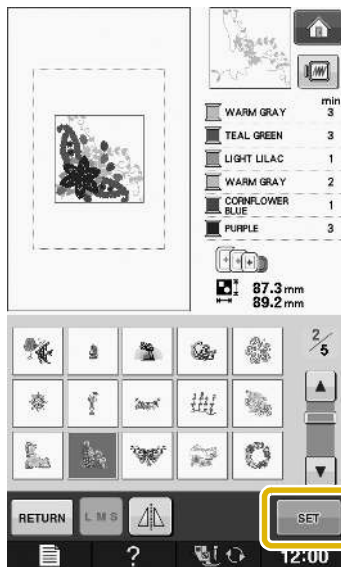 min
WARM GRAY 3
TEAL GREEN 3
LIGHT LILAC 1
WARM GRAY 2
CORNFLOWER
BLUE 1
PURPLE 3
87.3 mm
89.2 mm
2/5
RETURN L M S SET
? 12:00